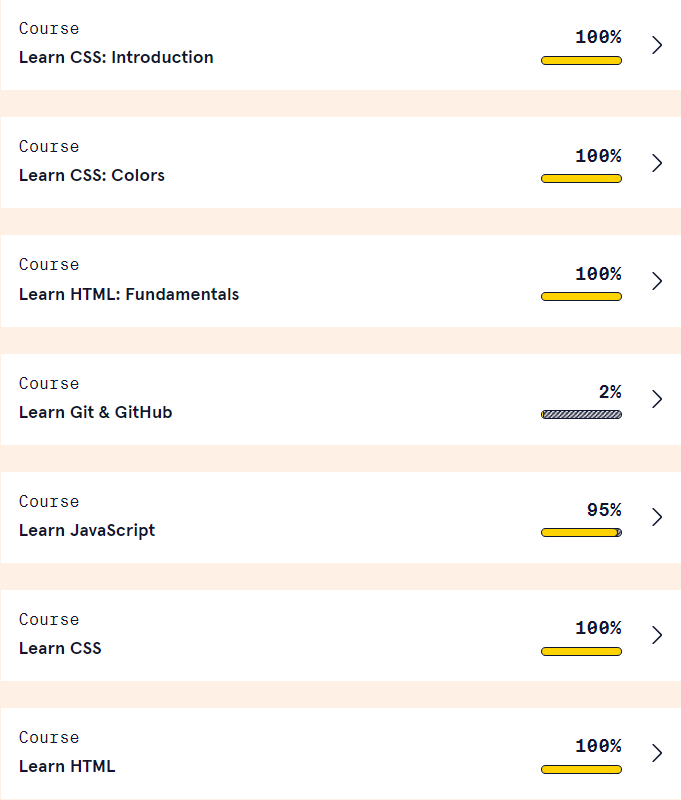 Course
100%
Learn CSS: Introduction
Course
100%
Learn CSS: Colors
Course
100%
Learn HTML: Fundamentals
Course
2%
Learn Git & GitHub
Course
95%
Learn JavaScript
Course
100%
Learn CSS
Course
100%
Learn HTML